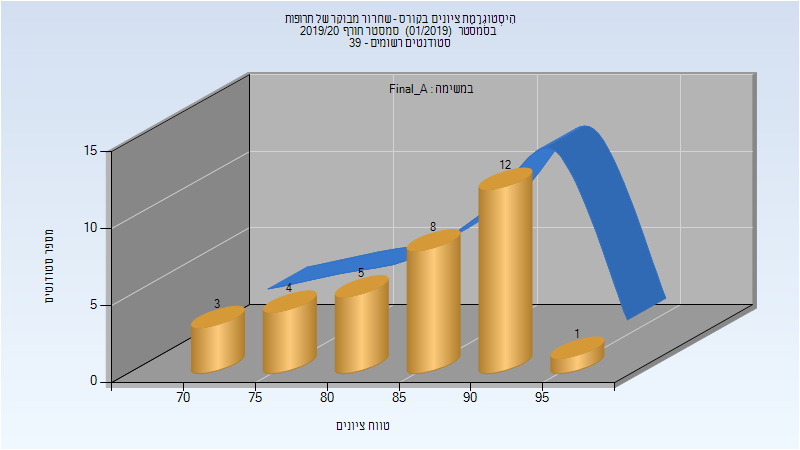 היסטוגרמת ציונים בקורס - שחרור מבוקר של תרופות
בסמסטר (01/2019) סמסטר חורף 2019/20
סטודנטים רשומים - 39
במשימה : Final_A
15
10
5
0
מספר סטודנטים
3
4
5
8
12
1
70
75
80
85
90
95
טווח ציונים